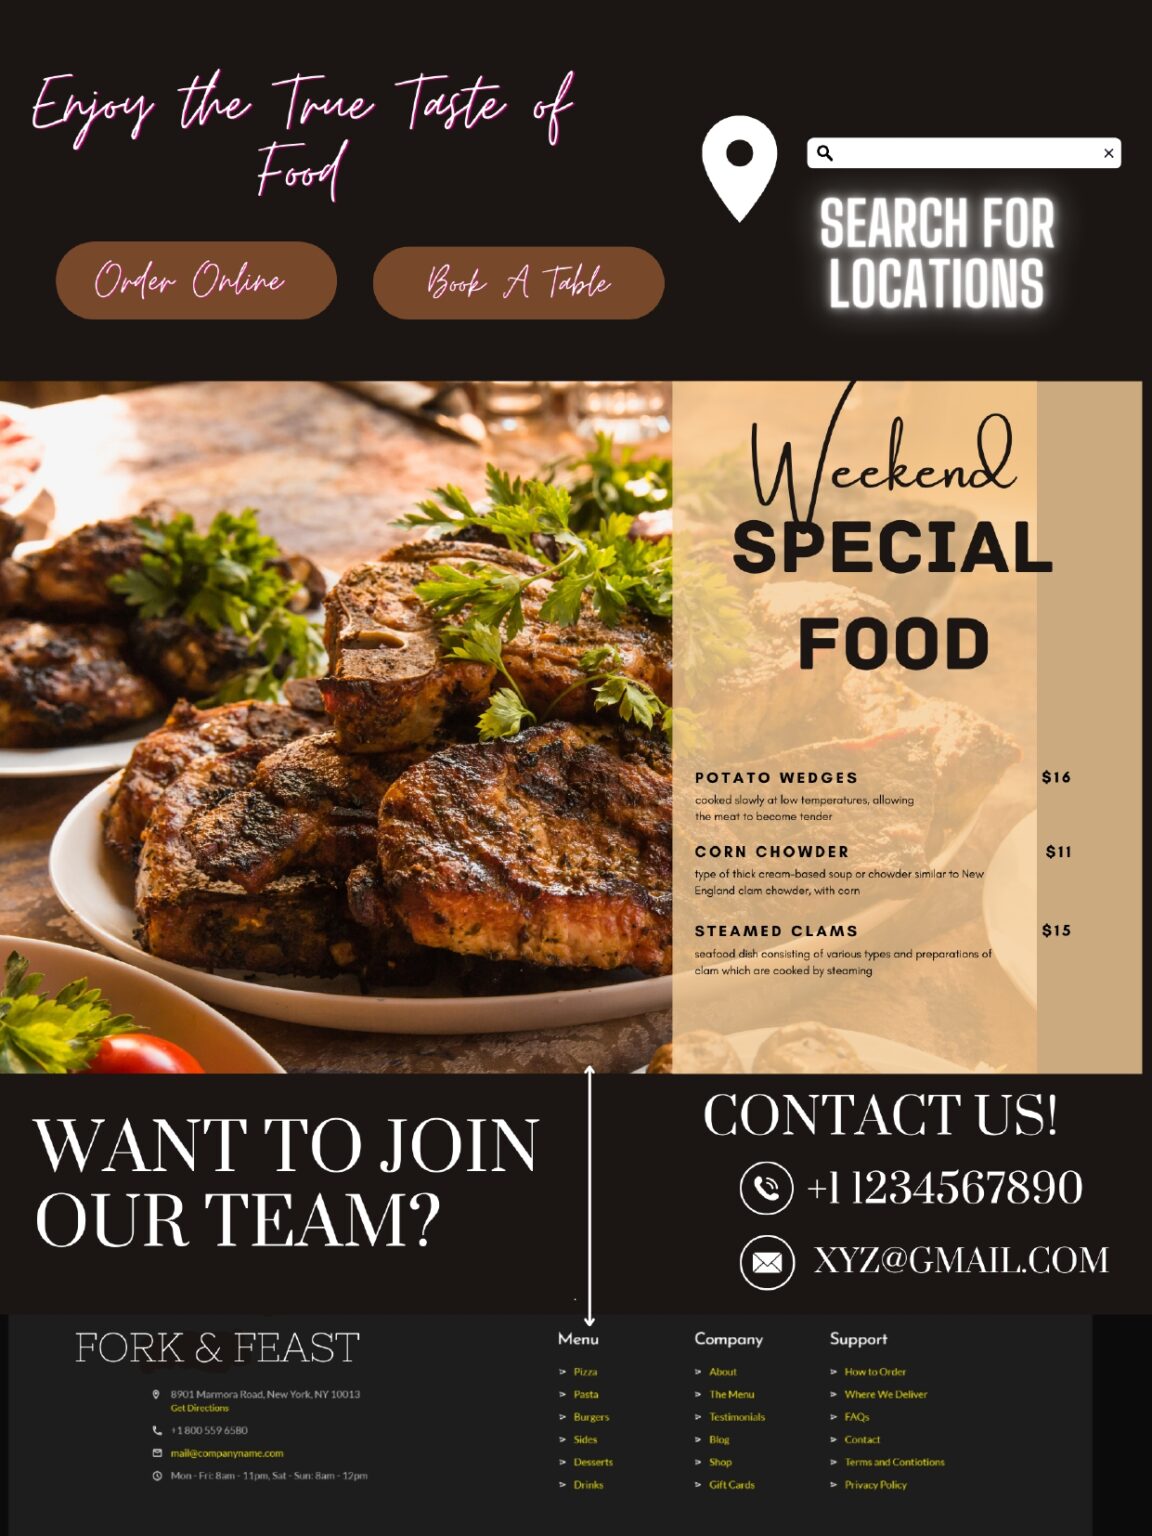 Enjoy the True Taste of
Food
Order Online
Book A Table
SEARCH FOR
LOCATIONS
Weekend
SPECIAL
FOOD
POTATO WEDGES $16
cooked slowly at low temperatures, allowing
the meat to become tender
CORN CHOWDER $11
type of thick cream-based soup or chowder similar to New
England clam chowder, with corn
STEAMED CLAMS $15
seafood dish consisting of various types and preparations of
clam which are cooked by steaming
WANT TO JOIN
OUR TEAM?
CONTACT US!
+1 1234567890
XYZ@GMAIL.COM
FORK & FEAST
8901 Marmora Road, New York, NY 10013
Get Directions
+1 800 559 6580
mail@companyname.com
Mon - Fri: 8am - 11pm, Sat - Sun: 8am - 12pm
Menu
Pizza
Pasta
Burgers
Sides
Desserts
Drinks
Company
About
The Menu
Testimonials
Blog
Shop
Gift Cards
Support
How to Order
Where We Deliver
FAQs
Contact
Terms and Contiotions
Privacy Policy